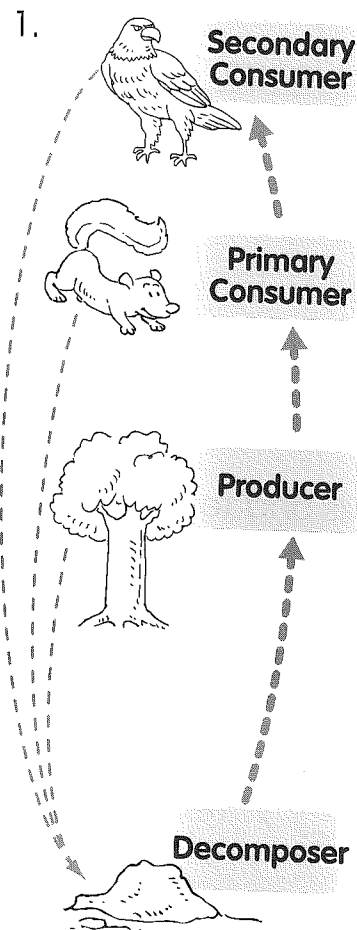 1.
Secondary
Consumer
Primary
Consumer
Producer
Decomposer